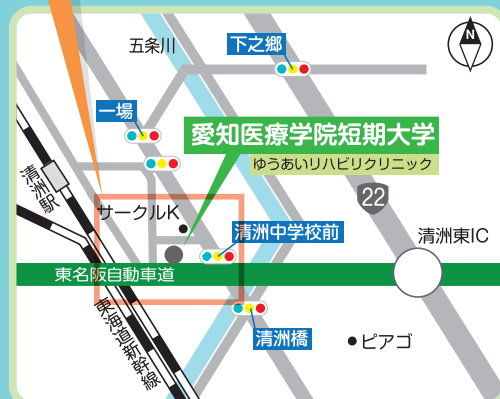 N
五条川
下之郷
一場
愛知医療学院短期大学
ゆうあいリハビリクリニック
清洲駅
22
サークルK
清洲中学校前
清洲東IC
東名阪自動車道
東海道新幹線
清洲橋
ピアゴ